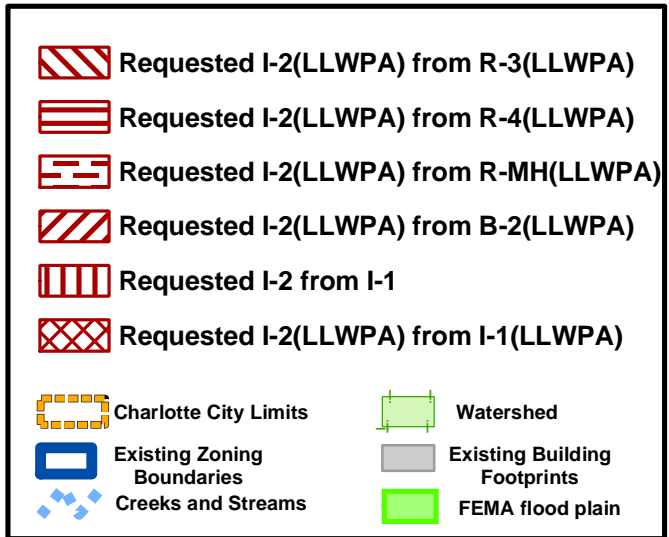 Requested I-2(LLWPA) from R-3(LLWPA)
Requested I-2(LLWPA) from R-4(LLWPA)
Requested I-2(LLWPA) from R-MH(LLWPA)
Requested I-2(LLWPA) from B-2(LLWPA)
Requested I-2 from I-1
Requested I-2(LLWPA) from I-1(LLWPA)
Charlotte City Limits
Watershed
Existing Zoning
Boundaries
Existing Building
Footprints
Creeks and Streams
FEMA flood plain